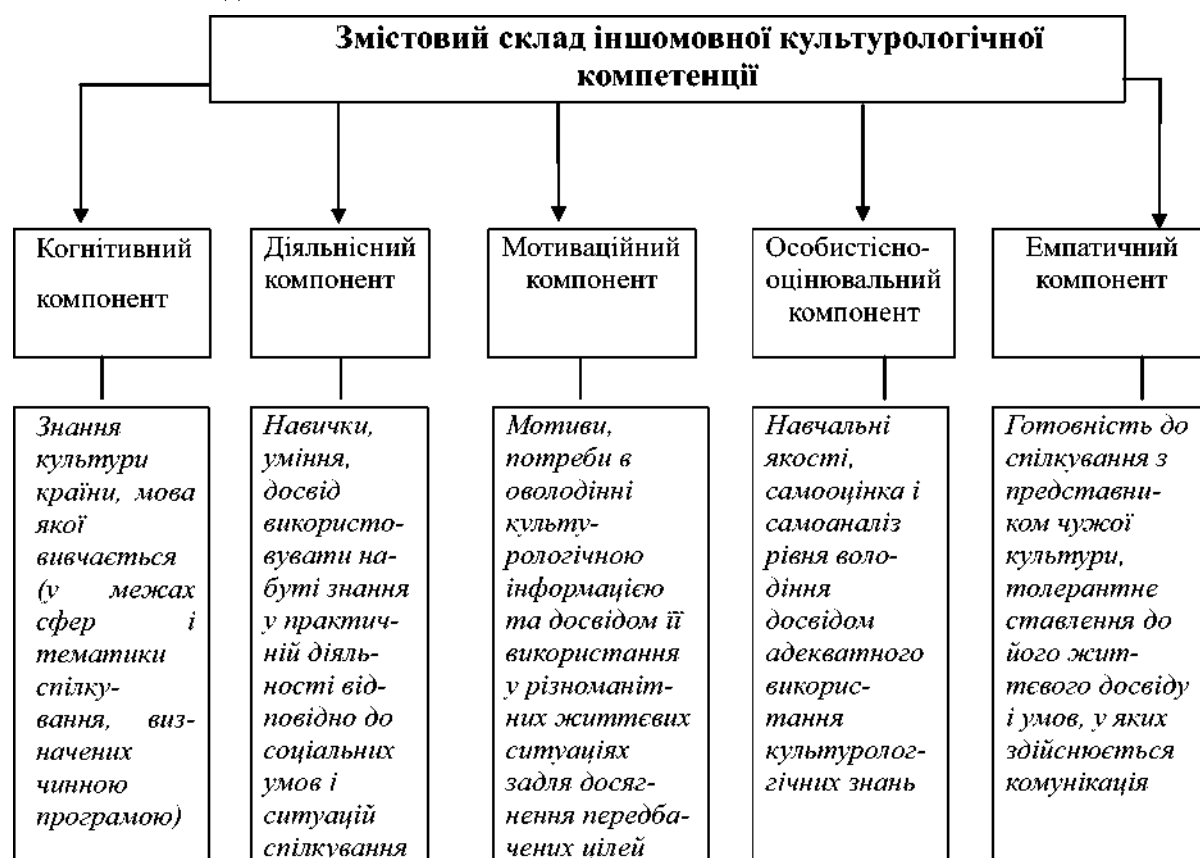 Змістовий склад іншомовної культурологічної
компетенції
Когнітивний
компонент
Діяльнісний
компонент
Мотиваційний
компонент
Особистісно-
оцінювальний
компонент
Емпатичний
компонент
Знання
культури
країни, мова
якої
вивчається
(у межах
сфер і
тематики
спілку-
вання, виз-
начених
чинною
програмою)
Навички,
уміння,
досвід
використо-
вувати на-
буті знання
у практич-
ній діяль-
ності від-
повідно до
соціальних
умов і
ситуацій
спілкування
Мотиви,
потреби в
оволодінні
культу-
рологічною
інформацією
та досвідом її
використання
у різноманіт-
них життєвих
ситуаціях
задля досяг-
нення передба-
чених цілей
Навчальні
якості,
самооцінка і
самоаналіз
рівня воло-
діння
досвідом
адекватного
викорис-
тання
культуролог-
гічних знань
Готовність до
спілкування з
представни-
ком чужої
культури,
толерантне
ставлення до
його жит-
тєвого досвіду
і умов, у яких
здійснюється
комунікація